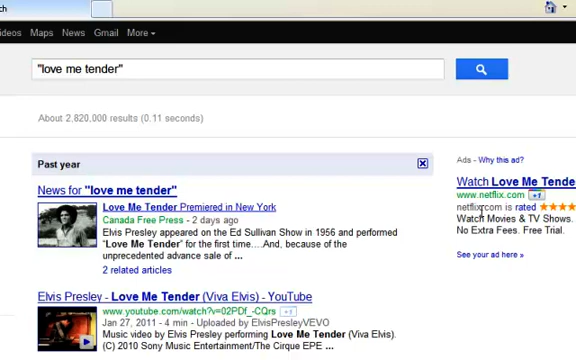 ch
ideos Maps News Gmail More
"love me tender"
About 2,820,000 results (0.11 seconds)
Past year
News for "love me tender"
Love Me Tender Premiered in New York
Canada Free Press - 2 days ago
Elvis Presley appeared on the Ed Sullivan Show in 1956 and performed
"Love Me Tender" for the first time....And, because of the
unprecedented advance sale of ...
2 related articles
Elvis Presley - Love Me Tender (Viva Elvis) - YouTube
www.youtube.com/watch?v=02PDf_-CQrs +1
Jan 27, 2011 - 4 min - Uploaded by ElvisPresleyVEVO
Music video by Elvis Presley performing Love Me Tender (Viva Elvis).
(C) 2010 Sony Music Entertainment/The Cirque EPE ...
Ads - Why this ad?
Watch Love Me Tende
www.netflix.com +1
netflix.com is rated
Watch Movies & TV Shows.
No Extra Fees. Free Trial.
See your ad here »